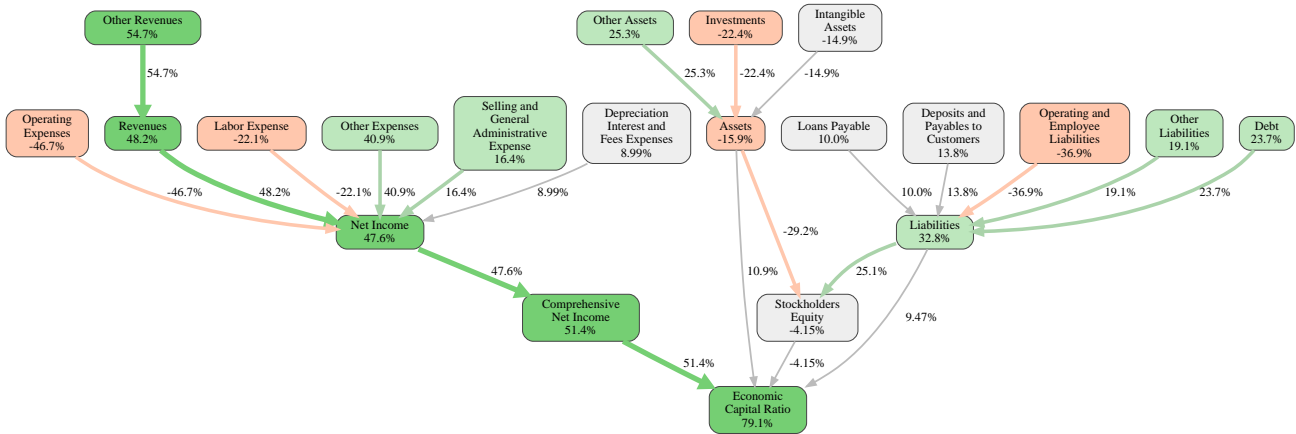 Other Revenues
54.7%
Other Assets
25.3%
Investments
-22.4%
Intangible
Assets
-14.9%
54.7%
25.3%
-22.4%
-14.9%
Operating
Expenses
-46.7%
Revenues
48.2%
Labor Expense
-22.1%
Other Expenses
40.9%
Selling and
General
Administrative
Expense
16.4%
Depreciation
Interest and
Fees Expenses
8.99%
Assets
-15.9%
Loans Payable
10.0%
Deposits and
Payables to
Customers
13.8%
Operating and
Employee
Liabilities
-36.9%
Other
Liabilities
19.1%
Debt
23.7%
-46.7%
48.2%
-22.1%
40.9%
16.4%
8.99%
10.0%
13.8%
-36.9%
19.1%
23.7%
Net Income
47.6%
-29.2%
Liabilities
32.8%
47.6%
10.9%
25.1%
9.47%
Comprehensive
Net Income
51.4%
Stockholders
Equity
-4.15%
51.4%
-4.15%
Economic
Capital Ratio
79.1%